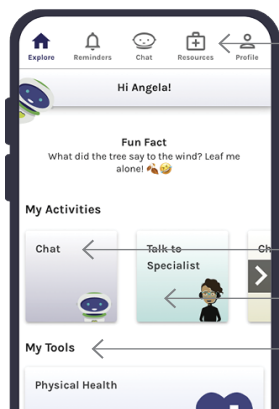 Explore Reminders Chat Resources Profile
Hi Angela!
Fun Fact
What did the tree say to the wind? Leaf me
alone! 🍂🤣
My Activities
Chat Talk to Ch
Specialist
My Tools
Physical Health